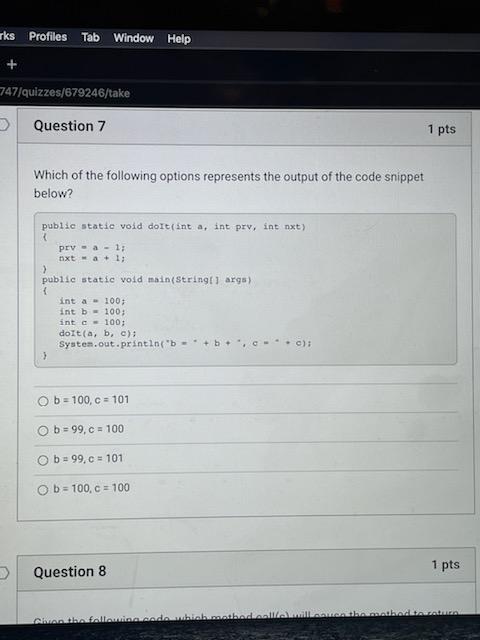 rks Profiles Tab Window Help
+
747/quizzes/679246/take
Question 7
1 pts
Which of the following options represents the output of the code snippet
below?
public static void doIt(int a, int prv, int nxt)
{
prv = a - 1;
nxt = a + 1;
}
public static void main(String[] args)
{
int a = 100;
int b = 100;
int c = 100;
doIt(a, b, c);
System.out.println("b = " + b + ", c = " + c);
}
b = 100, c = 101
b = 99, c = 100
b = 99, c = 101
b = 100, c = 100
Question 8
1 pts
Given the following code, which method call(s) will cause the method to return